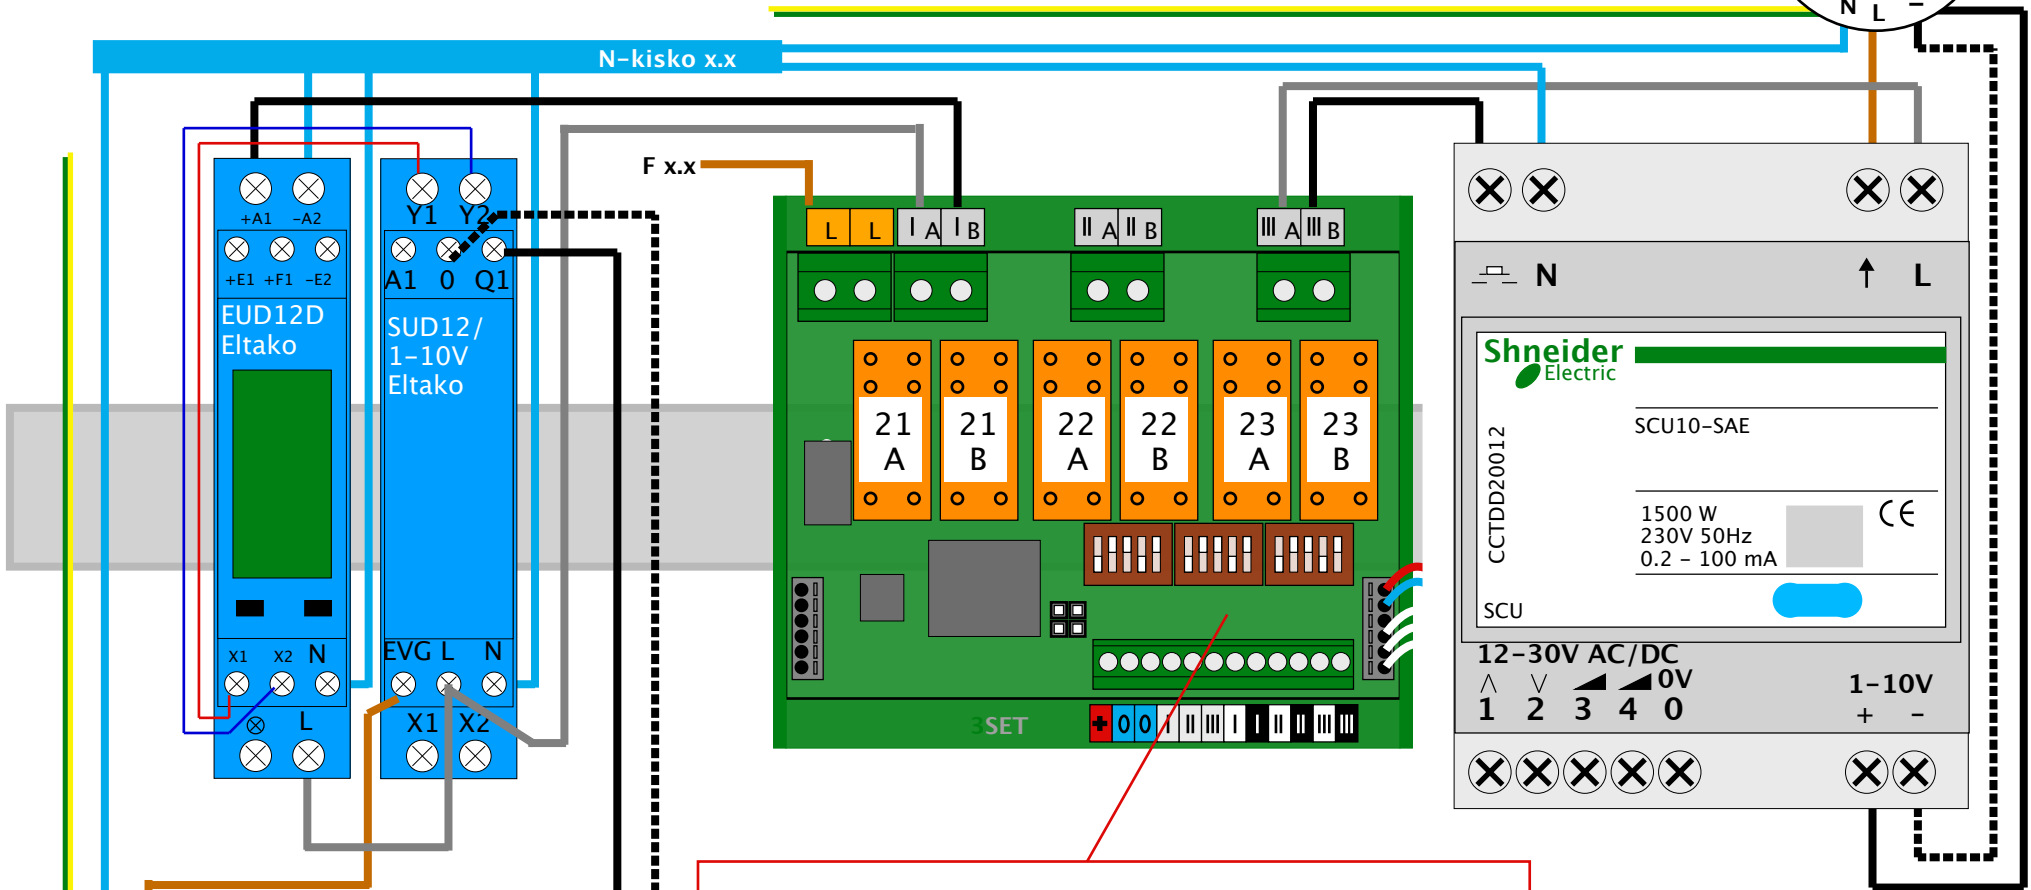 N L -
N-kisko x.x
F x.x
+A1 -A2
+E1 +F1 -E2
EUD12D
Eltako
X1 X2 N
L
Y1 Y2
A1 0 Q1
SUD12/
1-10V
Eltako
EVG L N
X1 X2
L L I A I B II A II B III A III B
21
A
21
B
22
A
22
B
23
A
23
B
3SET
+ 0 0 I II III I I II II III III
N ↑ L
Shneider
Electric
CCTDD20012
SCU10-SAE
1500 W
230V 50Hz
0.2 - 100 mA
CE
SCU
12-30V AC/DC
0V
1 2 3 4 0
1-10V
+ -